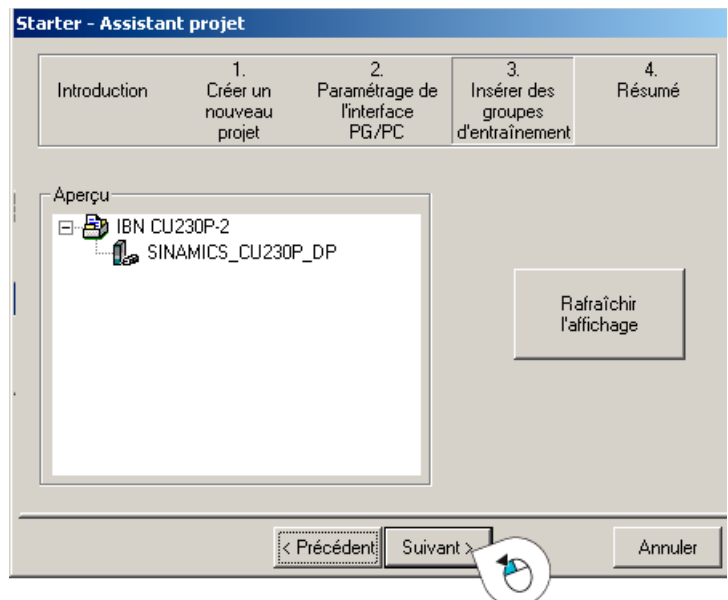 Starter - Assistant projet
Introduction
1.
Créer un
nouveau
projet
2.
Paramétrage de
l'interface
PG/PC
3.
Insérer des
groupes
d'entraînement
4.
Résumé
Aperçu
IBN CU230P-2
SINAMICS_CU230P_DP
Rafraîchir
l'affichage
< Précédent
Suivant >
Annuler